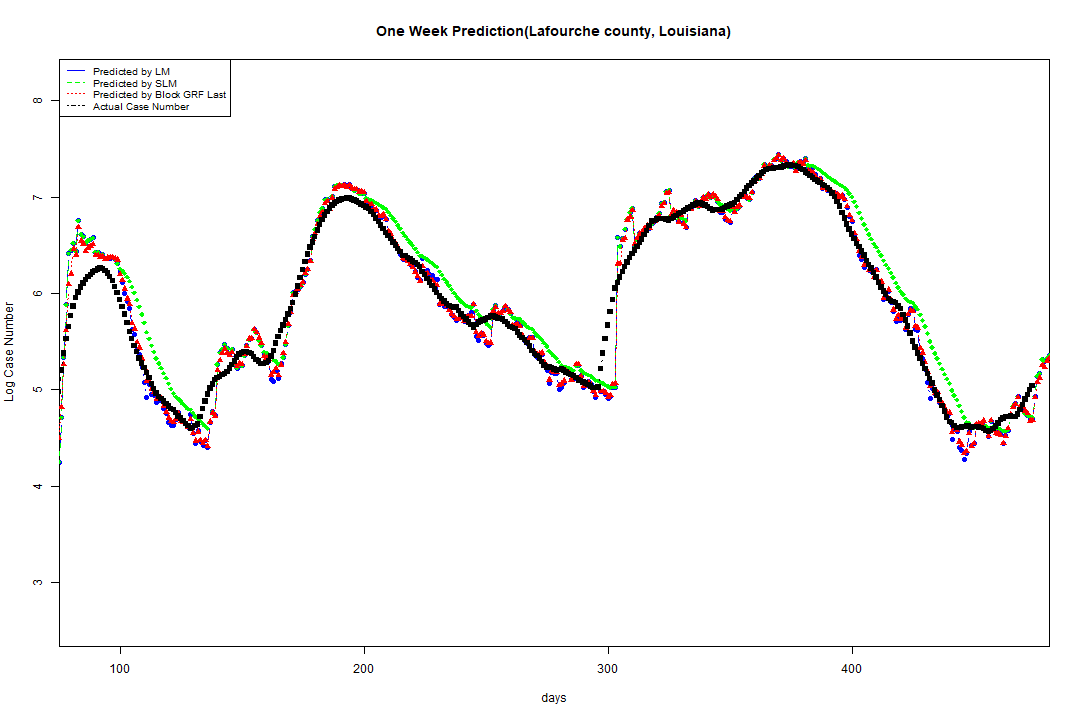 One Week Prediction(Lafourche county, Louisiana)
Predicted by LM
Predicted by SLM
Predicted by Block GRF Last
Actual Case Number
8
7
6
5
4
3
Log Case Number
100 200 300 400
days